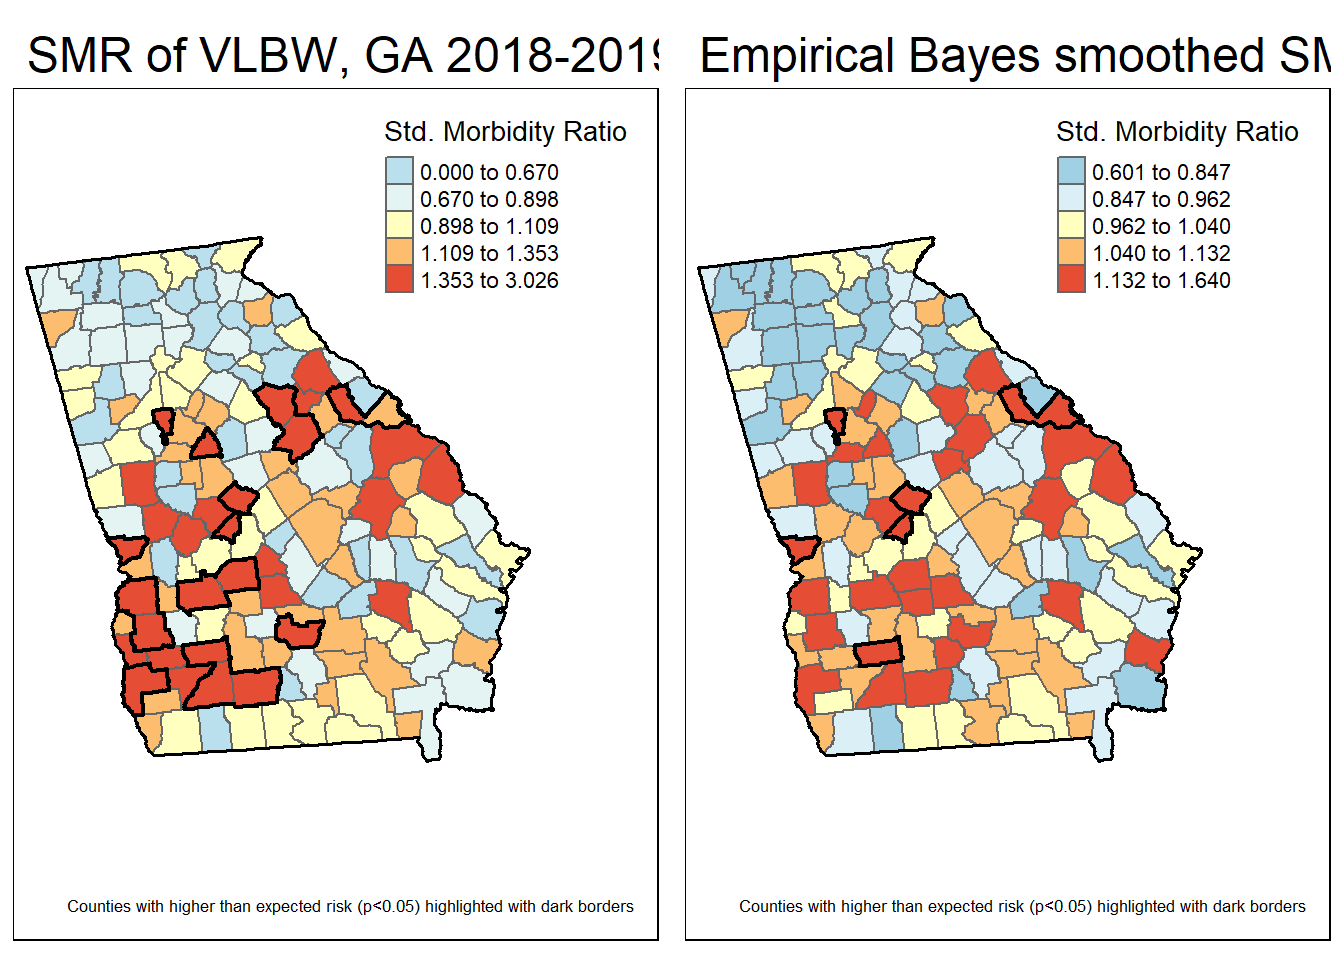 SMR of VLBW, GA 2018-2019
Std. Morbidity Ratio
0.000 to 0.670
0.670 to 0.898
0.898 to 1.109
1.109 to 1.353
1.353 to 3.026
Counties with higher than expected risk (p<0.05) highlighted with dark borders
Empirical Bayes smoothed SM
Std. Morbidity Ratio
0.601 to 0.847
0.847 to 0.962
0.962 to 1.040
1.040 to 1.132
1.132 to 1.640
Counties with higher than expected risk (p<0.05) highlighted with dark borders